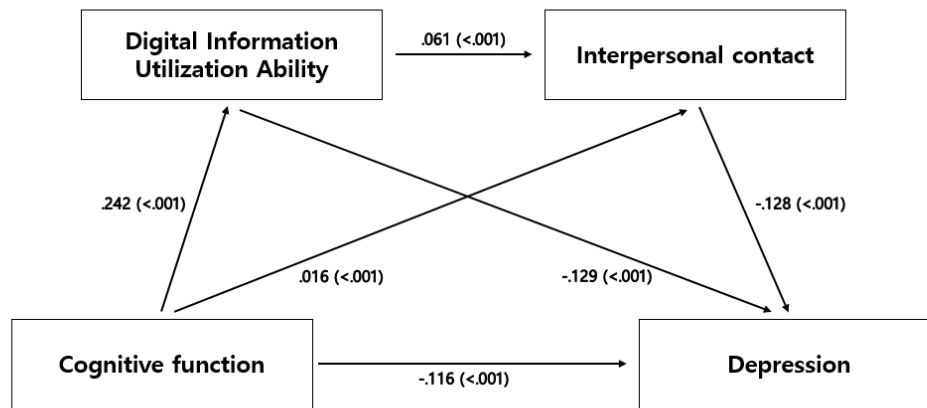 Digital Information
Utilization Ability
.061 (<.001)
Interpersonal contact
.242 (<.001)
-.128 (<.001)
.016 (<.001)
-.129 (<.001)
Cognitive function
-.116 (<.001)
Depression